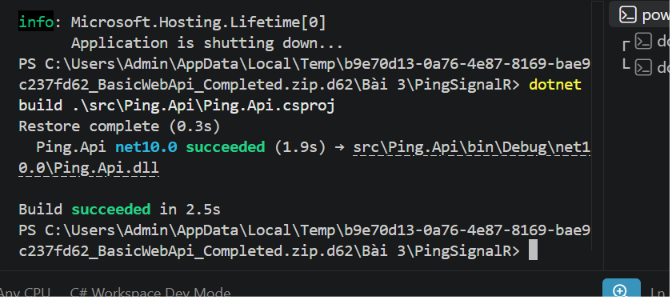 info: Microsoft.Hosting.Lifetime[0]
Application is shutting down...
PS C:\Users\Admin\AppData\Local\Temp\b9e70d13-0a76-4e87-8169-bae9
c237fd62_BasicWebApi_Completed.zip.d62\Bài 3\PingSignalR> dotnet
build .\src\Ping.Api\Ping.Api.csproj
Restore complete (0.3s)
Ping.Api net10.0 succeeded (1.9s) → src\Ping.Api\bin\Debug\net1
0.0\Ping.Api.dll
Build succeeded in 2.5s
PS C:\Users\Admin\AppData\Local\Temp\b9e70d13-0a76-4e87-8169-bae9
c237fd62_BasicWebApi_Completed.zip.d62\Bài 3\PingSignalR>
pow
do
do
Any CPU C# Workspace Dev Mode Ln